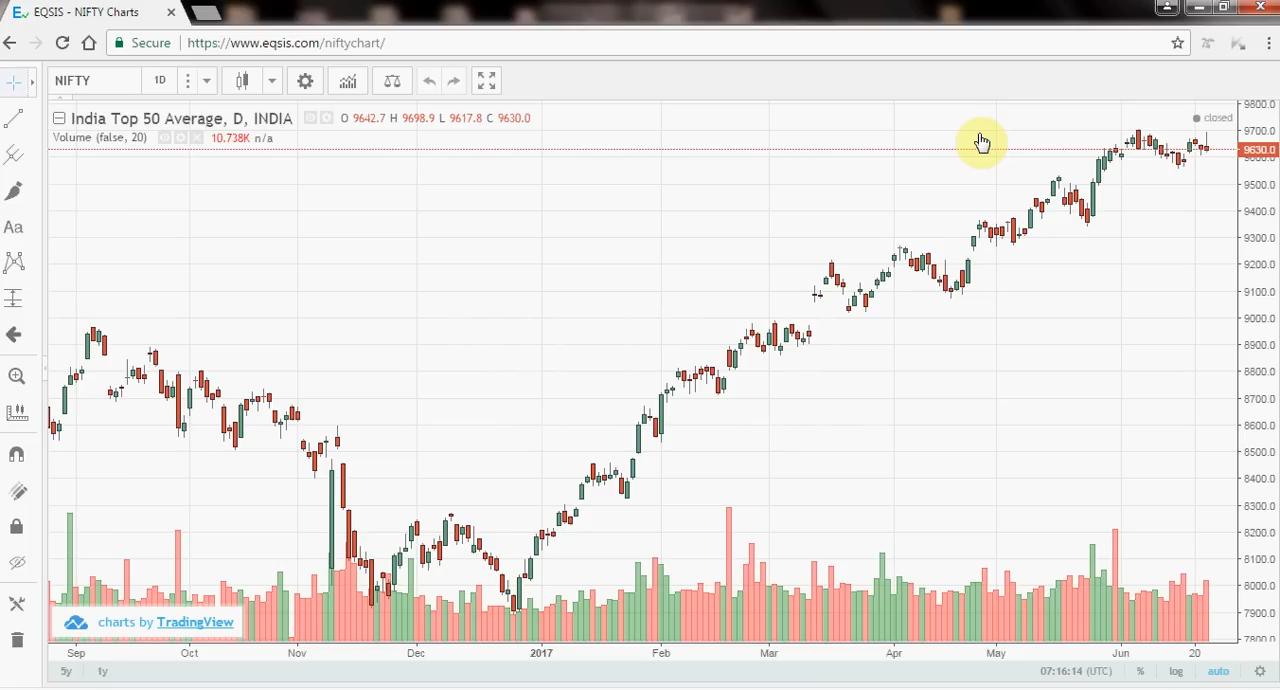 EQSIS - NIFTY Charts
Secure https://www.eqsis.com/niftychart/
NIFTY 1D
India Top 50 Average, D, INDIA O 9642.7 H 9698.9 L 9617.8 C 9630.0
closed
Volume (false, 20) 10.738K n/a
Aa
9800.0
9700.0
9630.0
9600.0
9500.0
9400.0
9300.0
9200.0
9100.0
9000.0
8900.0
8800.0
8700.0
8600.0
8500.0
8400.0
8300.0
8200.0
8100.0
8000.0
7900.0
7800.0
charts by TradingView
Sep Oct Nov Dec 2017 Feb Mar Apr May Jun 20
5y 1y 07:16:14 (UTC) % log auto